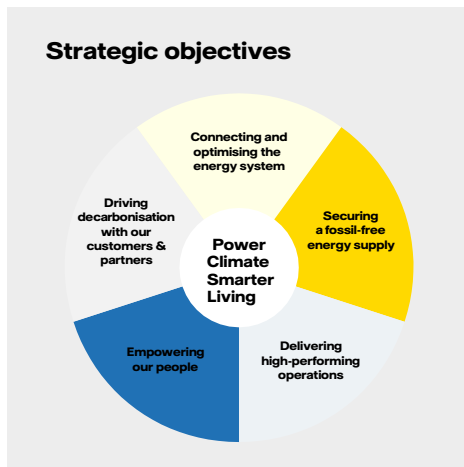 Strategic objectives
Connecting and
optimising the
energy system
Securing
a fossil-free
energy supply
Delivering
high-performing
operations
Empowering
our people
Driving
decarbonisation
with our
customers &
partners
Power
Climate
Smarter
Living